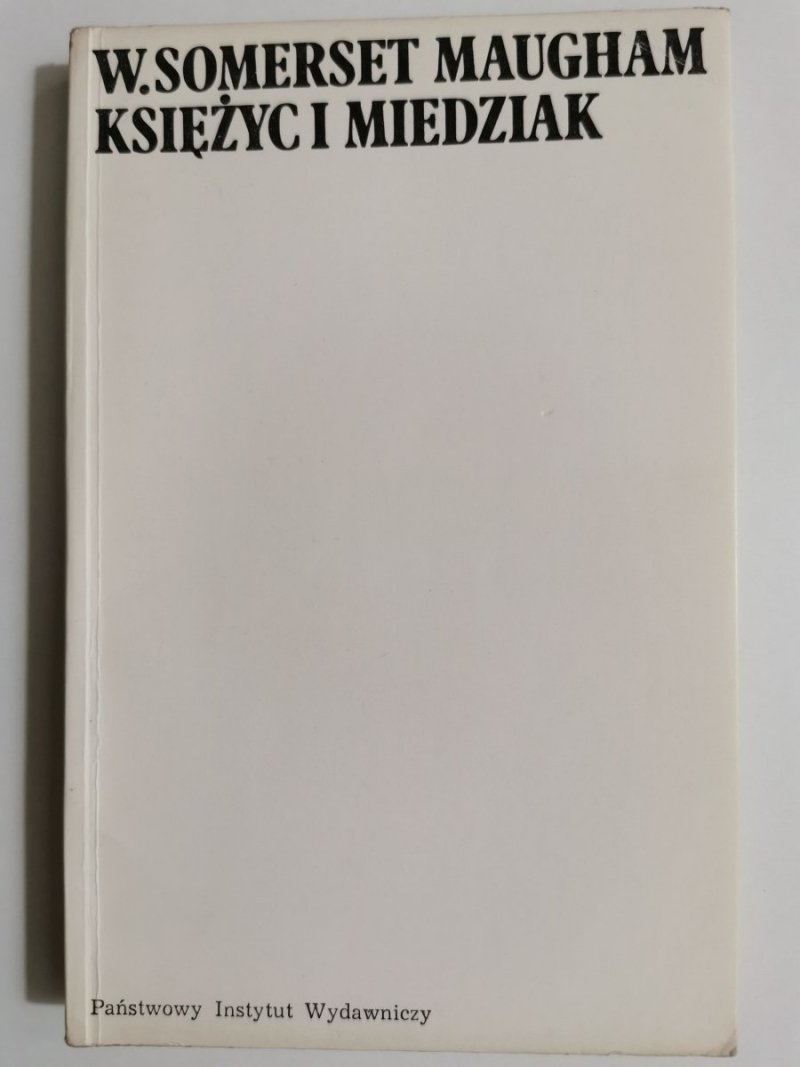 W.SOMERSET MAUGHAM
KSIĘŻYC I MIEDZIAK
Państwowy Instytut Wydawniczy